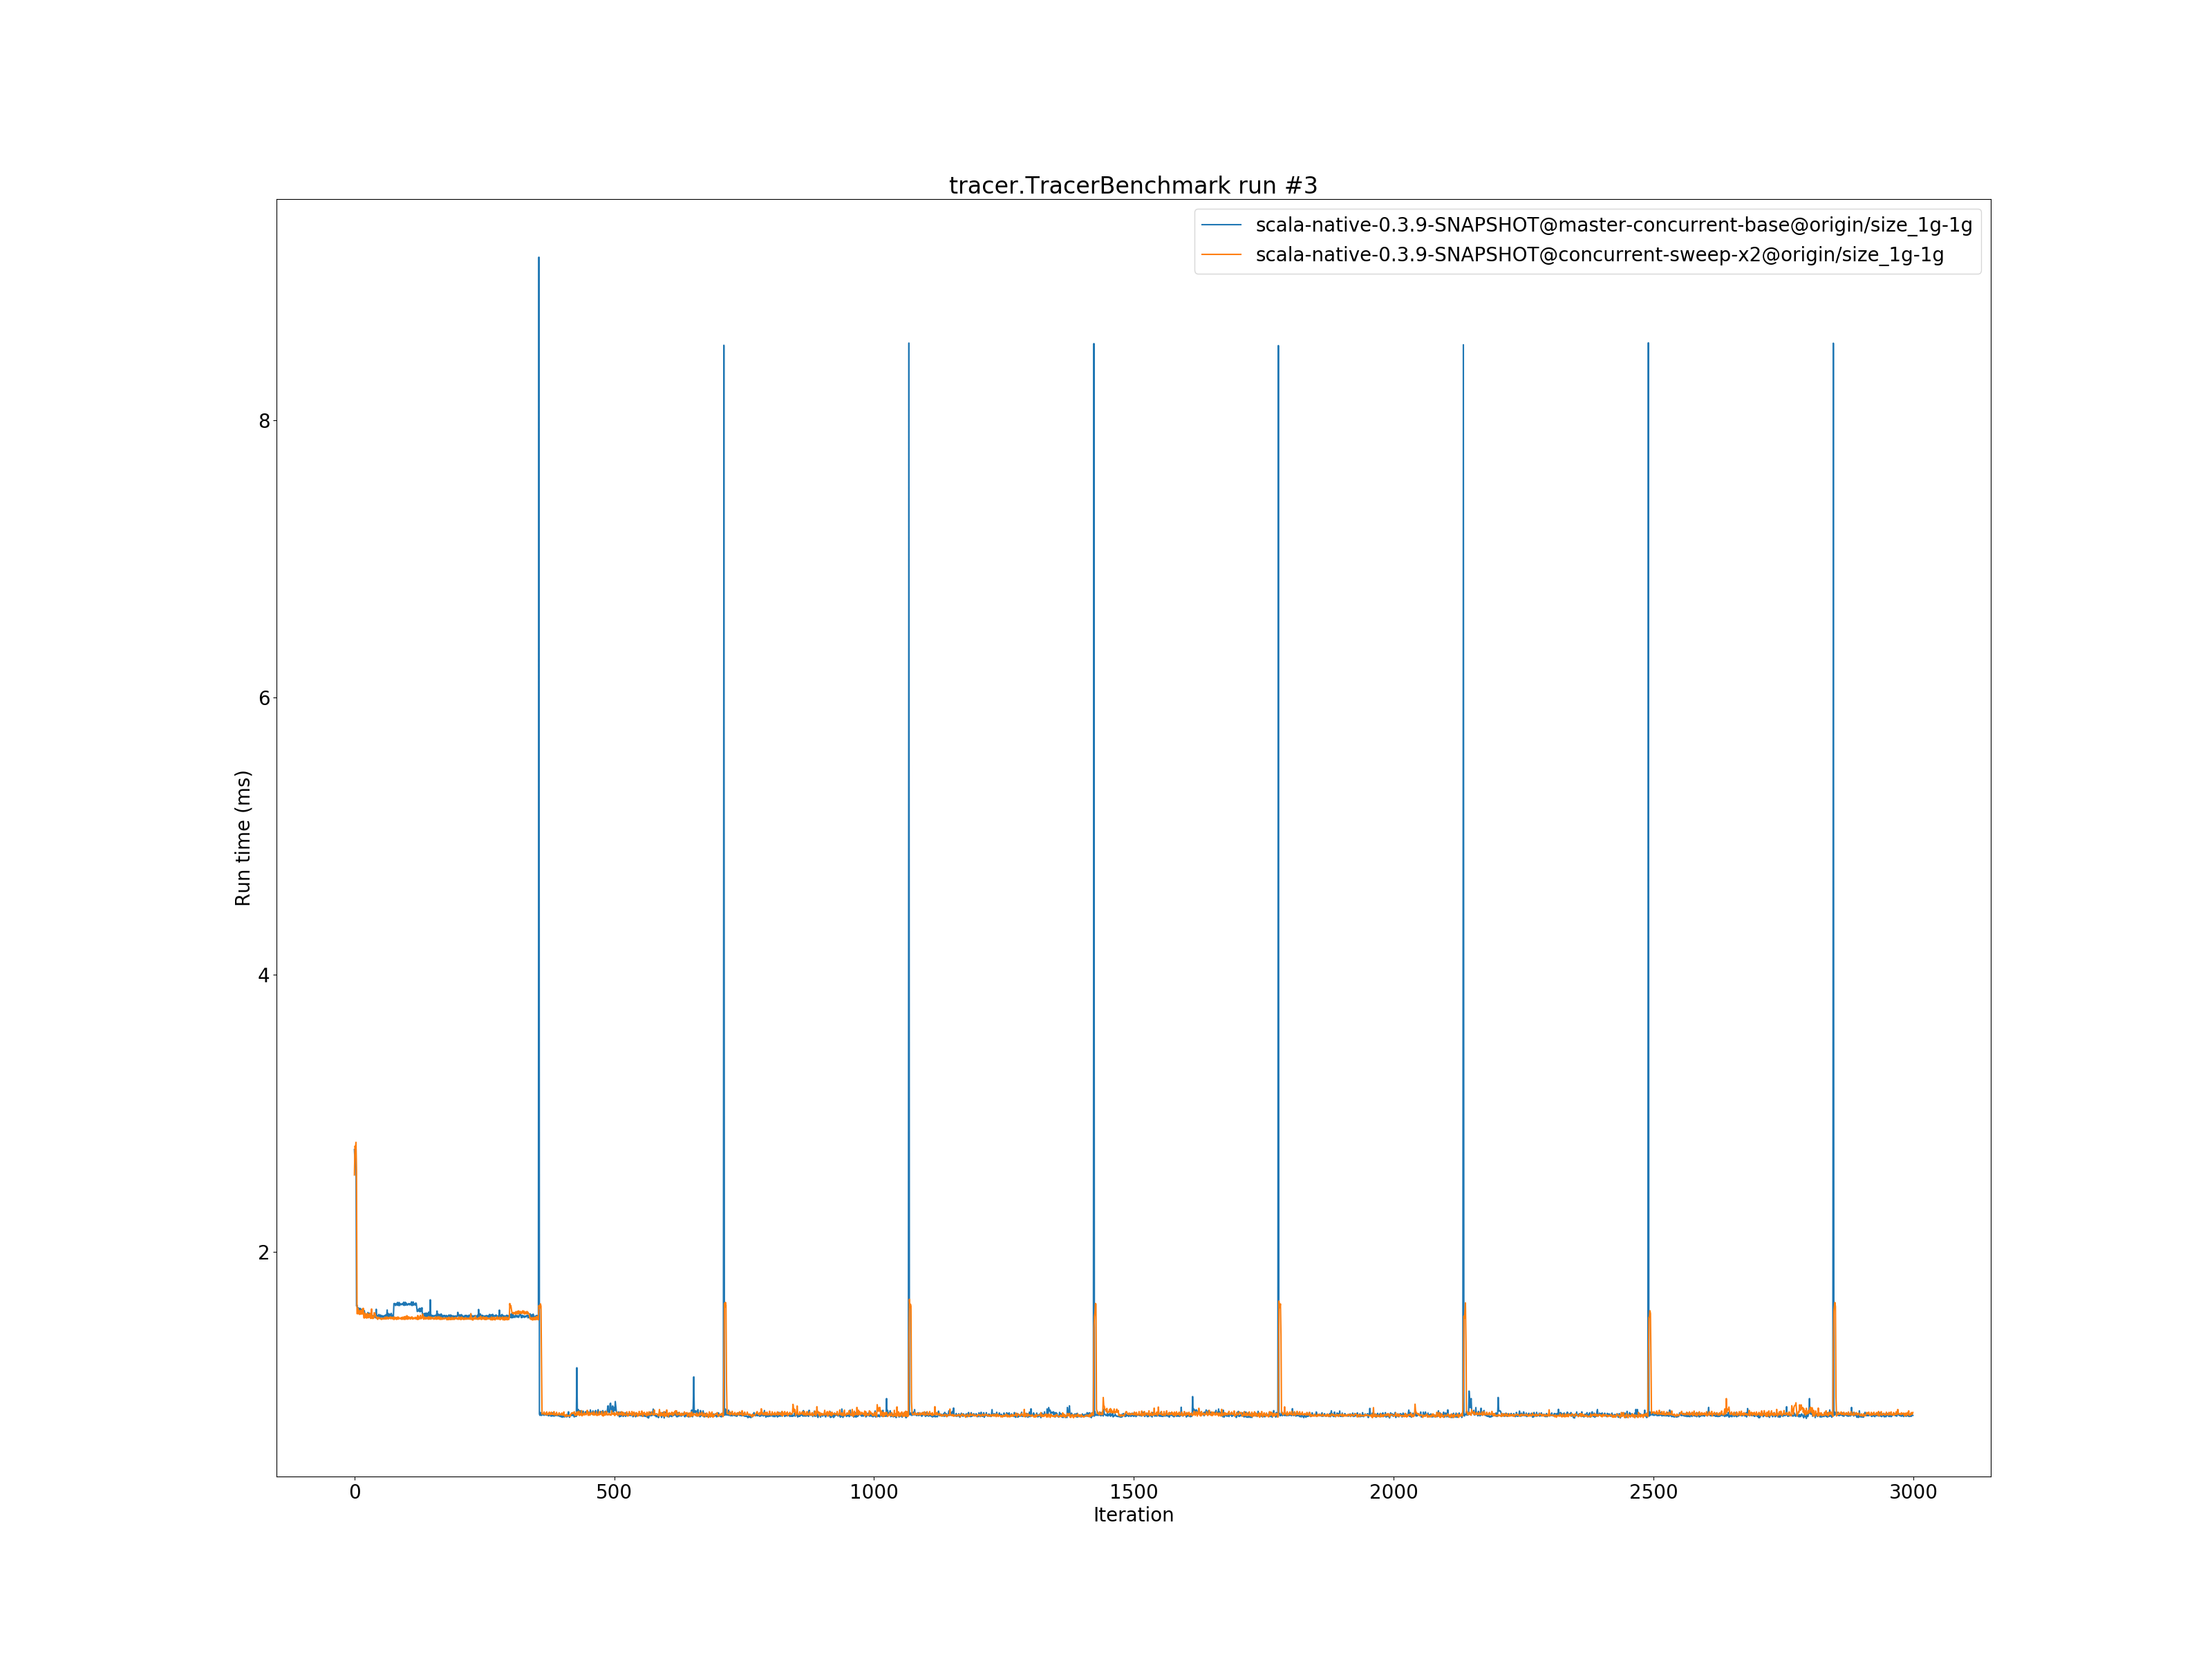 tracer.TracerBenchmark run #3
scala-native-0.3.9-SNAPSHOT@master-concurrent-base@origin/size_1g-1g
scala-native-0.3.9-SNAPSHOT@concurrent-sweep-x2@origin/size_1g-1g
8
6
4
2
Run time (ms)
0 500 1000 1500 2000 2500 3000
Iteration